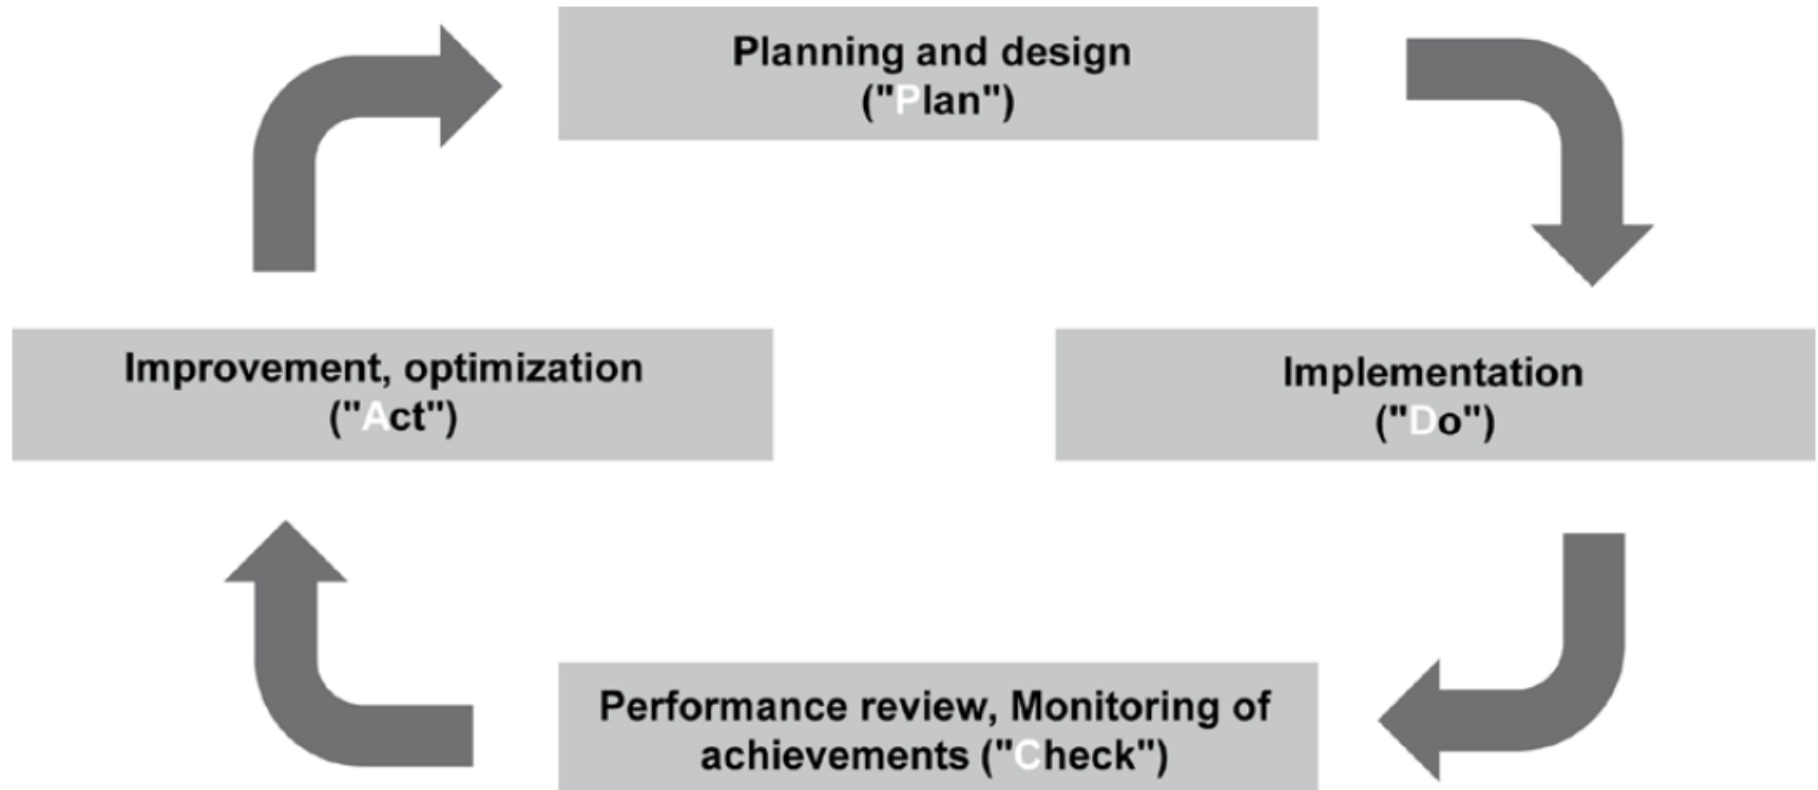 Planning and design
("Plan")
Improvement, optimization
("Act")
Implementation
("Do")
Performance review, Monitoring of
achievements ("Check")